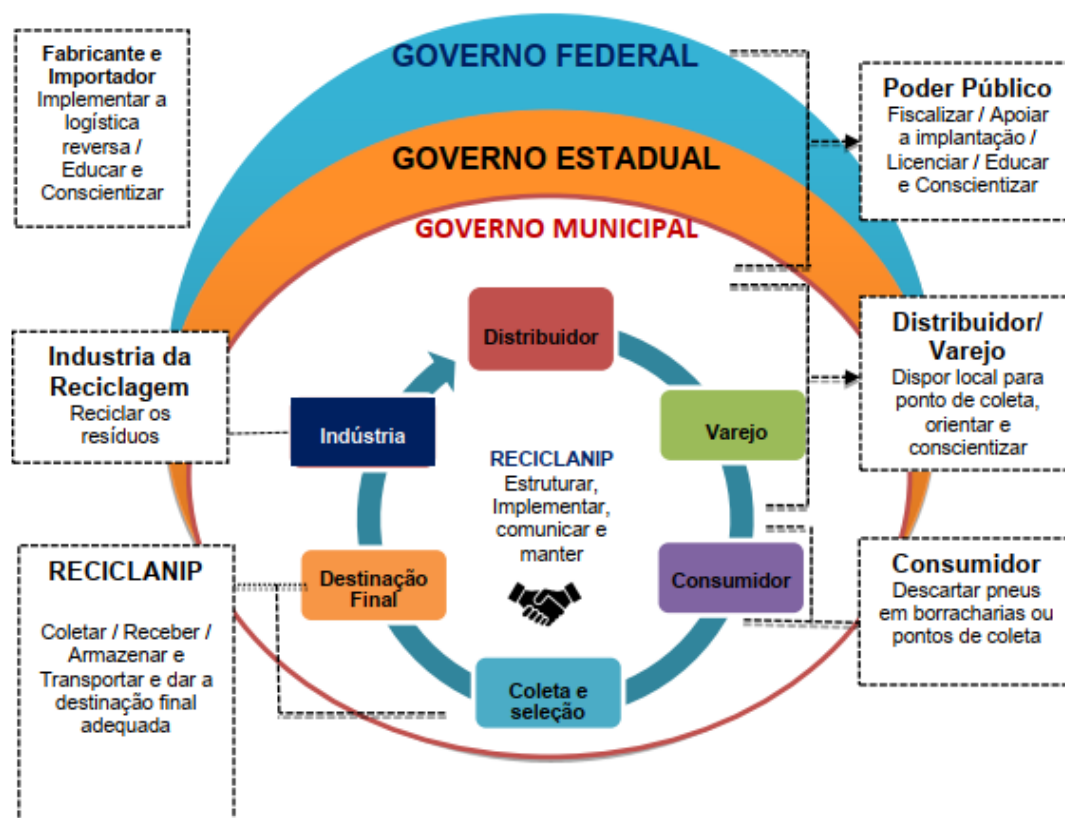 Fabricante e
Importador
Implementar a
logística
reversa /
Educar e
Conscientizar
GOVERNO FEDERAL
GOVERNO ESTADUAL
GOVERNO MUNICIPAL
Poder Público
Fiscalizar / Apoiar
a implantação /
Licenciar / Educar
e Conscientizar
Industria da
Reciclagem
Reciclar os
resíduos
Distribuidor
Indústria
Varejo
Distribuidor/
Varejo
Dispor local para
ponto de coleta,
orientar e
conscientizar
RECICLANIP
Estruturar,
Implementar,
comunicar e
manter
RECICLANIP
Coletar / Receber /
Armazenar e
Transportar e dar a
destinação final
adequada
Destinação
Final
Consumidor
Consumidor
Descartar pneus
em borracharias ou
pontos de coleta
Coleta e
seleção